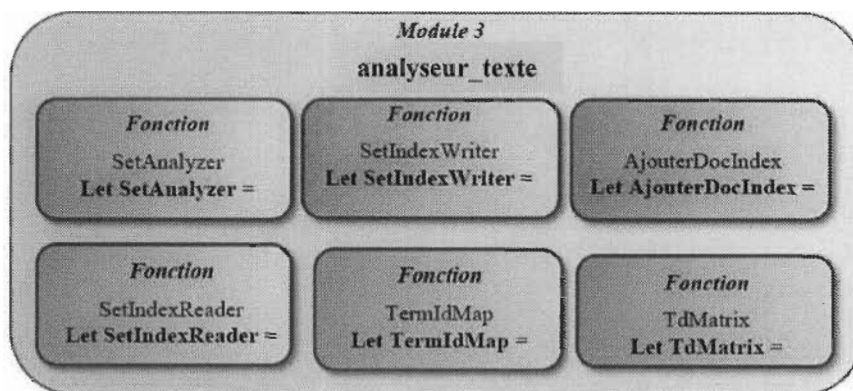 Module 3
analyseur_texte
Fonction
SetAnalyzer
Let SetAnalyzer =
Fonction
SetIndexWriter
Let SetIndexWriter =
Fonction
AjouterDocIndex
Let AjouterDocIndex =
Fonction
SetIndexReader
Let SetIndexReader =
Fonction
TermIdMap
Let TermIdMap =
Fonction
TdMatrix
Let TdMatrix =